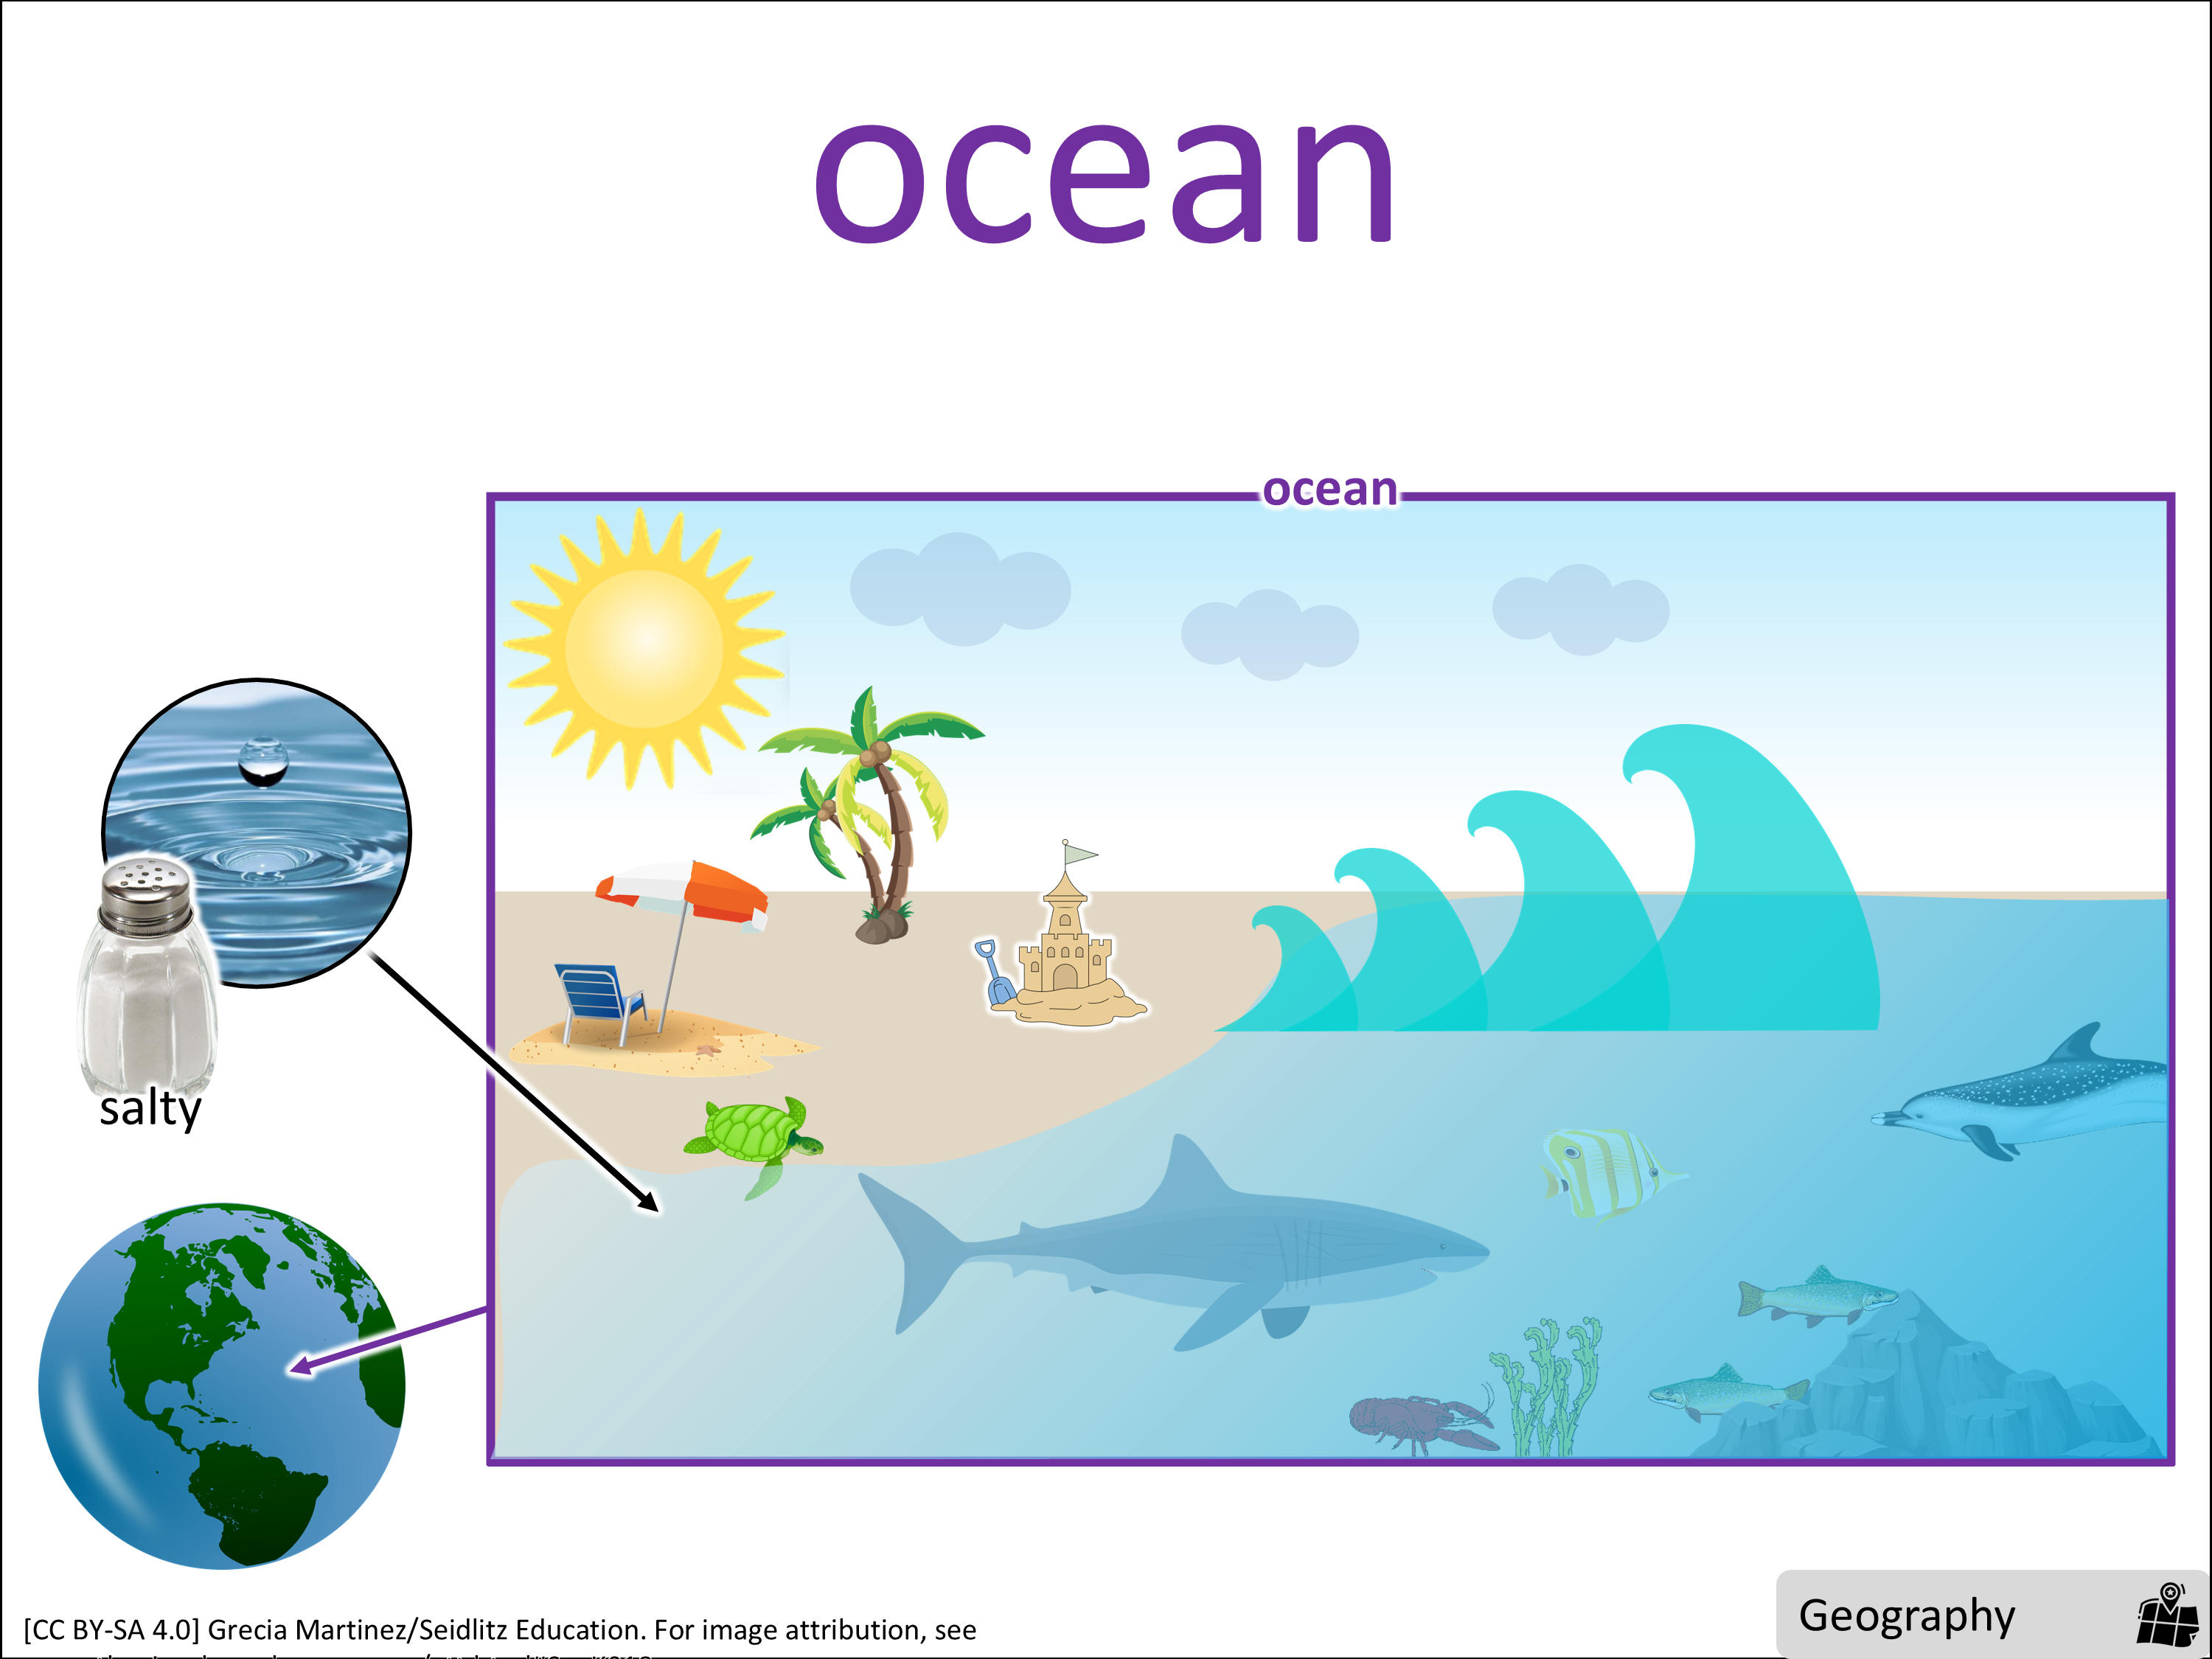 ocean
ocean
salty
[CC BY-SA 4.0] Grecia Martinez/Seidlitz Education. For image attribution, see
Geography